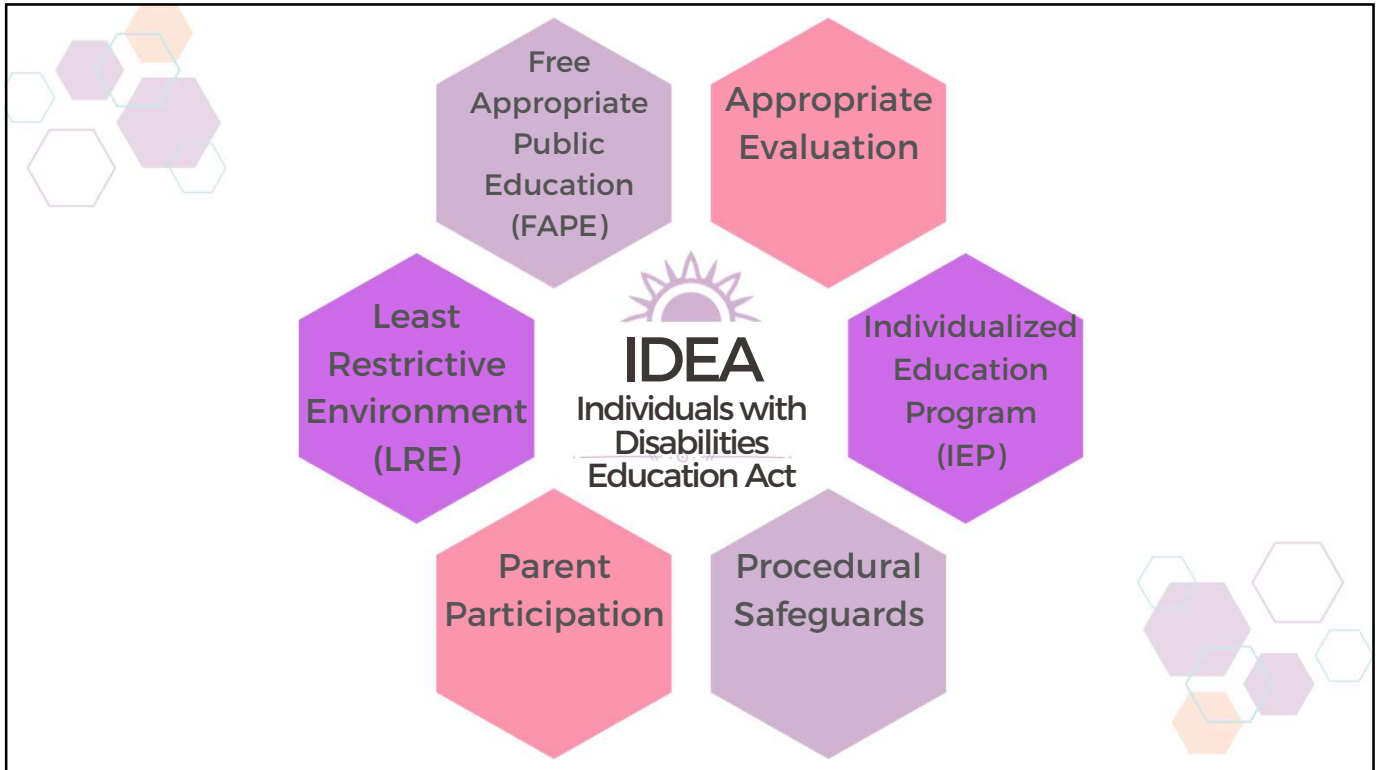 Free
Appropriate
Public
Education
(FAPE)
Appropriate
Evaluation
Least
Restrictive
Environment
(LRE)
IDEA
Individuals with
Disabilities
Education Act
Individualized
Education
Program
(IEP)
Parent
Participation
Procedural
Safeguards